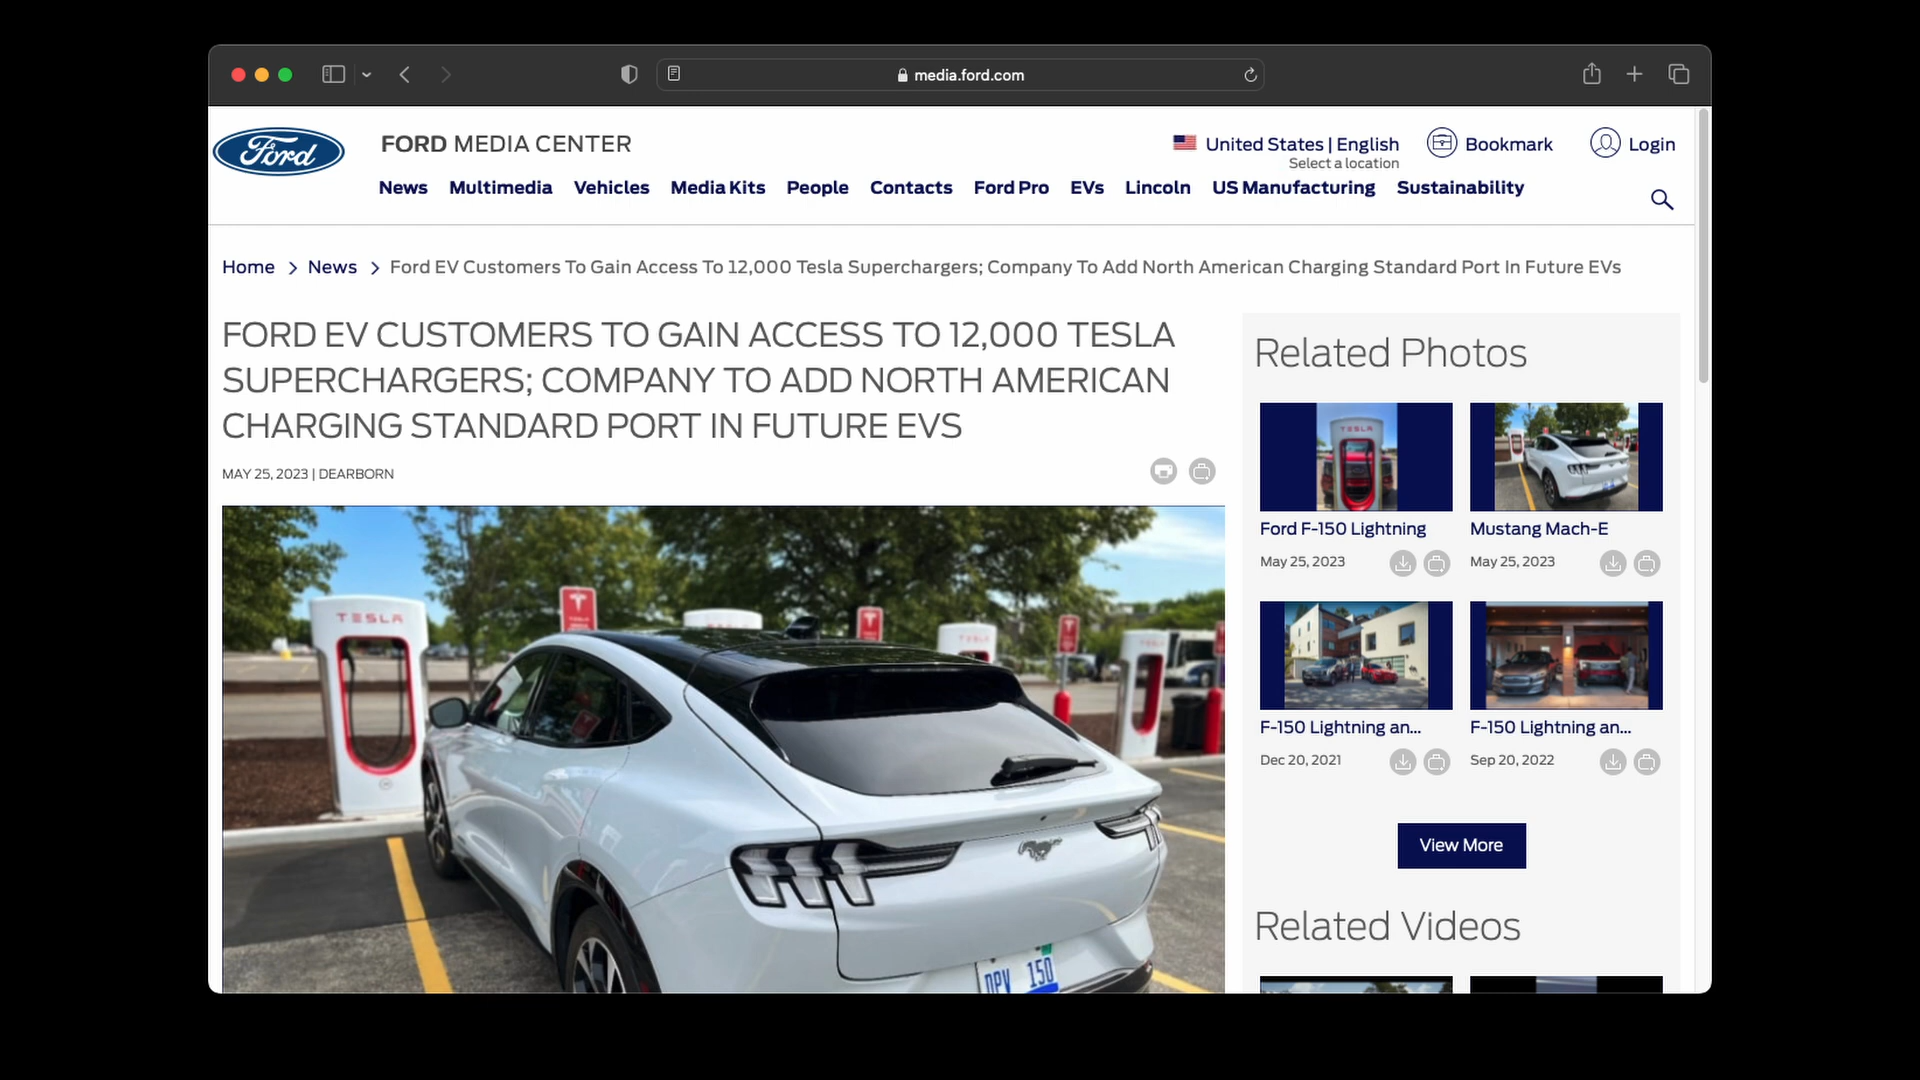 media.ford.com
Ford
FORD MEDIA CENTER
United States | English
Select a location
Bookmark
Login
News Multimedia Vehicles Media Kits People Contacts Ford Pro EVs Lincoln US Manufacturing Sustainability
Home > News > Ford EV Customers To Gain Access To 12,000 Tesla Superchargers; Company To Add North American Charging Standard Port In Future EVs
FORD EV CUSTOMERS TO GAIN ACCESS TO 12,000 TESLA
SUPERCHARGERS; COMPANY TO ADD NORTH AMERICAN
CHARGING STANDARD PORT IN FUTURE EVS
MAY 25, 2023 | DEARBORN
TESLA
TESLA
DPV 150
Related Photos
TESLA
Ford F-150 Lightning
May 25, 2023
Mustang Mach-E
May 25, 2023
F-150 Lightning an...
Dec 20, 2021
F-150 Lightning an...
Sep 20, 2022
View More
Related Videos